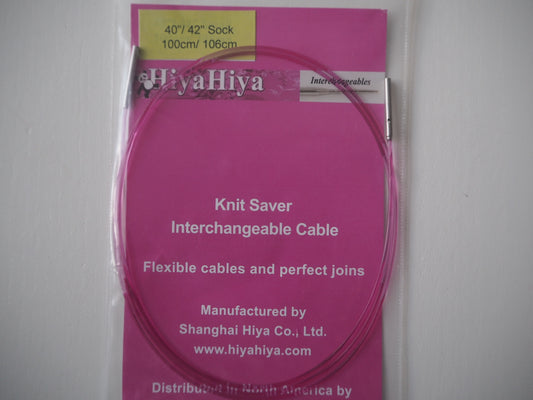 40"/ 42" Sock
100cm/ 106cm
HiyaHiya
Interchangeables
Knit Saver
Interchangeable Cable
Flexible cables and perfect joins
Manufactured by
Shanghai Hiya Co., Ltd.
www.hiyahiya.com
Distributed in North America by